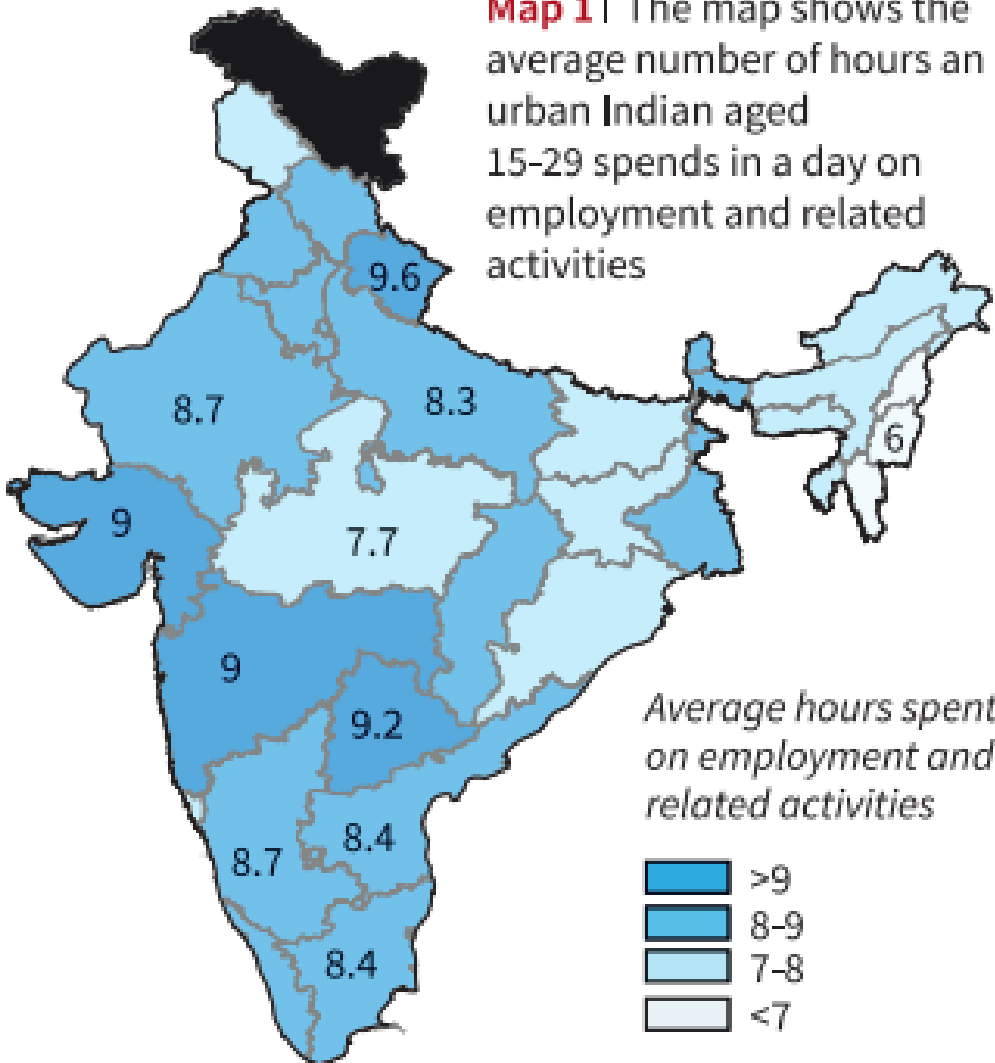 Map 1| The map shows the
average number of hours an
urban Indian aged
15-29 spends in a day on
employment and related
activities
9.6
8.7
8.3
6
9
7.7
9
9.2
8.7
8.4
8.4
Average hours spent
on employment and
related activities
>9
8-9
7-8
<7